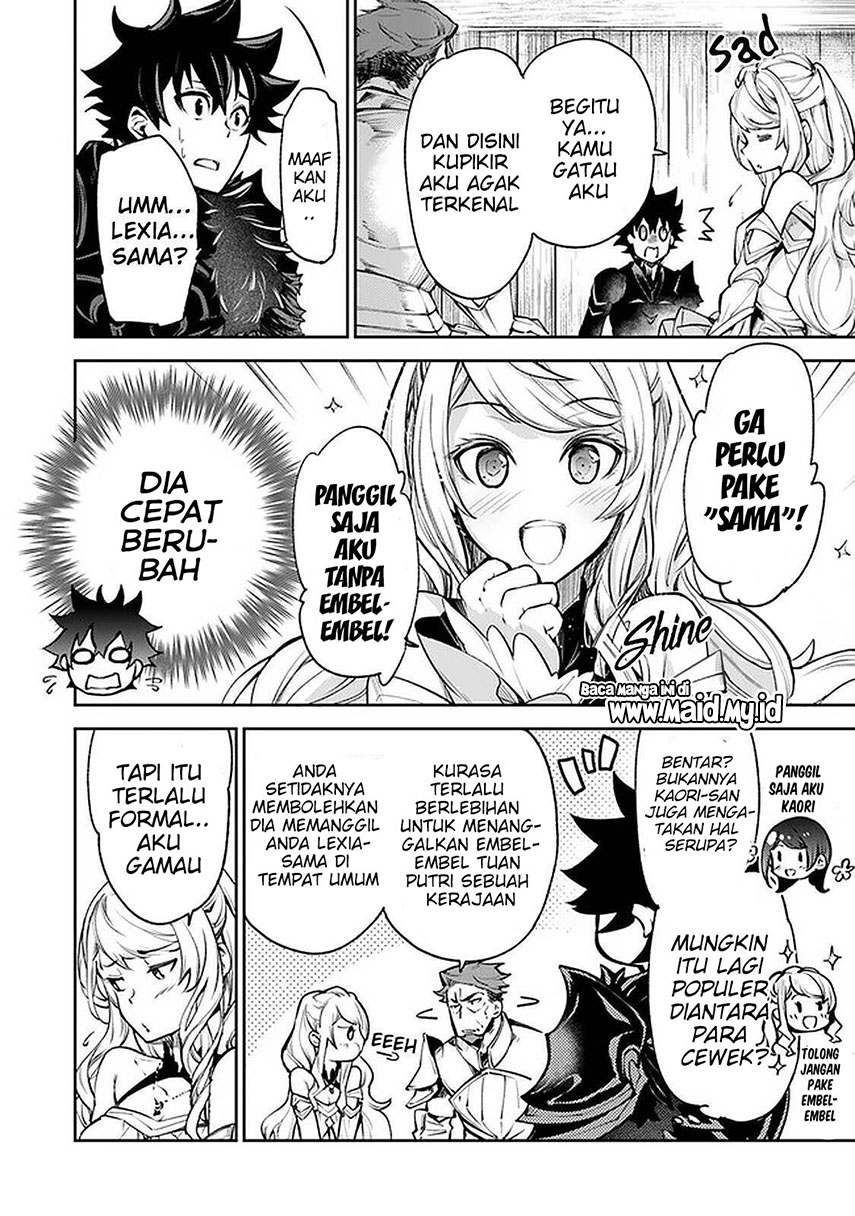 Sad
BEGITU
YA...
KAMU
GATAU
AKU
DAN DISINI
KUPIKIR
AKU AGAK
TERKENAL
MAAF
KAN AKU
..
UMM...
LEXIA...
SAMA?
GA
PERLU
PAKE
"SAMA"!
PANGGIL
SAJA
AKU
TANPA
EMBEL-
EMBEL!
Shine
DIA
CEPAT
BERU-
BAH
Baca Manga ini di
www.Maid.My.id
PANGGIL
SAJA AKU
KAORI
BENTAR?
BUKANNYA
KAORI-SAN
JUGA MENGA-
TAKAN HAL
SERUPA?
MUNGKIN
ITU LAGI
POPULER
DIANTARA
PARA
CEWEK?
TOLONG
JANGAN
PAKE
EMBEL-
EMBEL
KURASA
TERLALU
BERLEBIHAN
UNTUK MENANG-
GALKAN EMBEL-
EMBEL TUAN
PUTRI SEBUAH
KERAJAAN
ANDA
SETIDAKNYA
MEMBOLEHKAN
DIA MEMANGGIL
ANDA LEXIA-
SAMA DI
TEMPAT UMUM
EEEH
TAPI ITU
TERLALU
FORMAL..
AKU
GAMAU